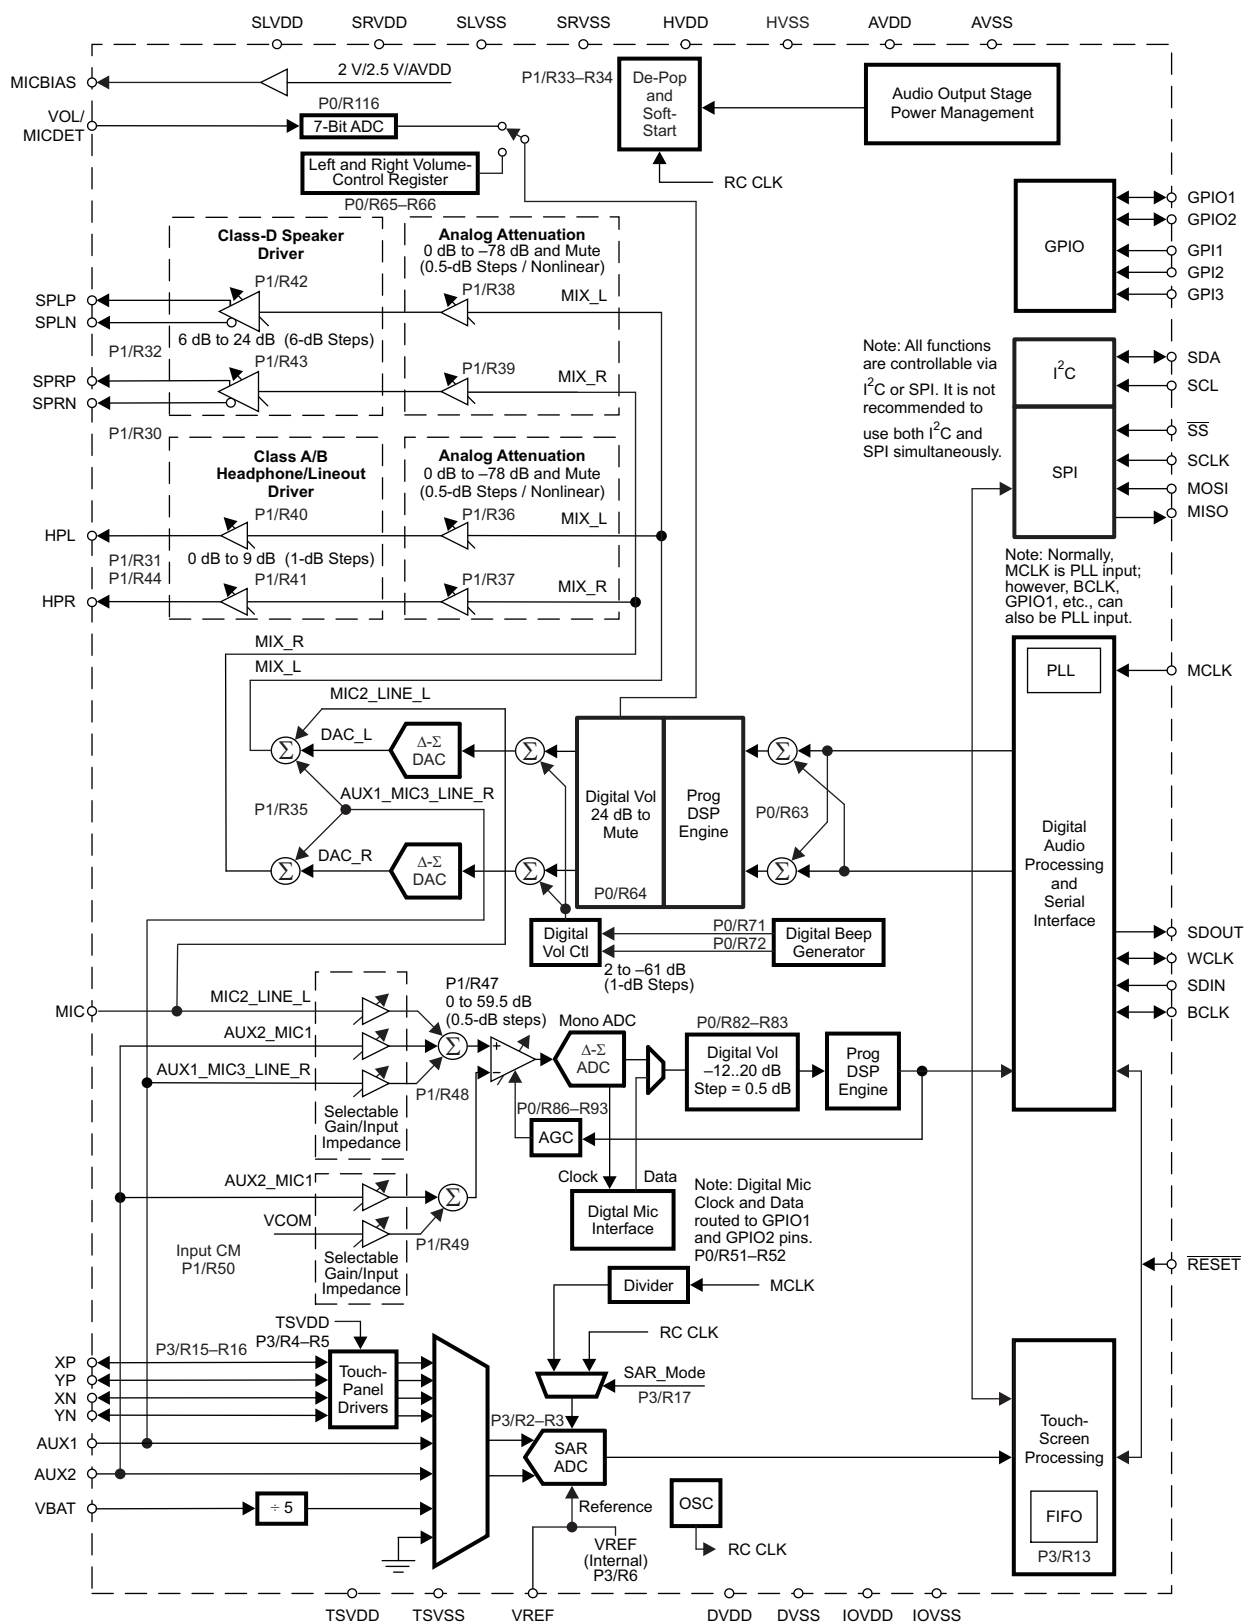 SLVDD SRVDD SLVSS SRVSS HVDD HVSS AVDD AVSS
MICBIAS
2 V/2.5 V/AVDD
P1/R33–R34
De-Pop
and
Soft-
Start
Audio Output Stage
Power Management
VOL/
MICDET
P0/R116
7-Bit ADC
Left and Right Volume-
Control Register
P0/R65–R66
RC CLK
GPIO
GPIO1
GPIO2
GPI1
GPI2
GPI3
Class-D Speaker
Driver
Analog Attenuation
0 dB to –78 dB and Mute
(0.5-dB Steps / Nonlinear)
P1/R42
P1/R38
MIX_L
SPLP
SPLN
6 dB to 24 dB (6-dB Steps)
P1/R32
P1/R43
P1/R39
MIX_R
SPRP
SPRN
P1/R30
Note: All functions
are controllable via
I2C or SPI. It is not
recommended to
use both I2C and
SPI simultaneously.
I2C
SDA
SCL
SPI
SS
SCLK
MOSI
MISO
Class A/B
Headphone/Lineout
Driver
Analog Attenuation
0 dB to –78 dB and Mute
(0.5-dB Steps / Nonlinear)
P1/R40
P1/R36
MIX_L
HPL
0 dB to 9 dB (1-dB Steps)
P1/R31
P1/R44
P1/R41
P1/R37
MIX_R
HPR
Note: Normally,
MCLK is PLL input;
however, BCLK,
GPIO1, etc., can
also be PLL input.
MIX_R
MIX_L
PLL
MCLK
MIC2_LINE_L
DAC_L
Σ
Δ-Σ
DAC
Σ
Σ
AUX1_MIC3_LINE_R
P1/R35
Digital Vol
24 dB to
Mute
Prog
DSP
Engine
P0/R63
Digital
Audio
Processing
and
Serial
Interface
DAC_R
Σ
Δ-Σ
DAC
Σ
Σ
P0/R64
Digital
Vol Ctl
P0/R71
P0/R72
Digital Beep
Generator
2 to –61 dB
(1-dB Steps)
SDOUT
WCLK
SDIN
BCLK
MIC
MIC2_LINE_L
P1/R47
0 to 59.5 dB
(0.5-dB steps)
Mono ADC
AUX2_MIC1
Σ
+
–
Δ-Σ
ADC
P0/R82–R83
Digital Vol
–12..20 dB
Step = 0.5 dB
Prog
DSP
Engine
AUX1_MIC3_LINE_R
P1/R48
Selectable
Gain/Input
Impedance
P0/R86–R93
AGC
Clock
Data
AUX2_MIC1
Σ
Digtal Mic
Interface
Note: Digital Mic
Clock and Data
routed to GPIO1
and GPIO2 pins.
P0/R51–R52
VCOM
P1/R49
Input CM
P1/R50
Selectable
Gain/Input
Impedance
RESET
Divider
MCLK
TSVDD
P3/R4–R5
RC CLK
XP
YP
XN
YN
P3/R15–R16
Touch-
Panel
Drivers
SAR_Mode
P3/R17
P3/R2–R3
AUX1
SAR
ADC
Touch-
Screen
Processing
AUX2
VBAT
÷ 5
Reference
OSC
FIFO
P3/R13
VREF
(Internal)
P3/R6
RC CLK
TSVDD TSVSS VREF DVDD DVSS IOVDD IOVSS